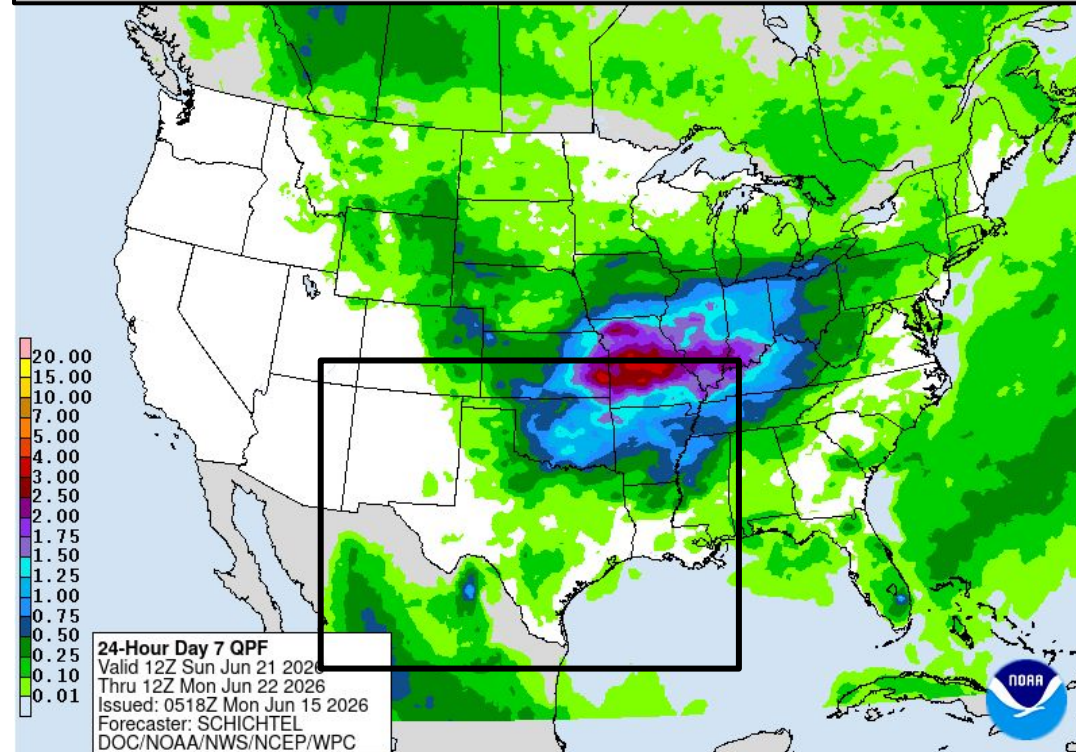 20.00
15.00
10.00
7.00
5.00
4.00
3.00
2.50
2.00
1.75
1.50
1.25
1.00
0.75
0.50
0.25
0.10
0.01
24-Hour Day 7 QPF
Valid 12Z Sun Jun 21 2026
Thru 12Z Mon Jun 22 2026
Issued: 0518Z Mon Jun 15 2026
Forecaster: SCHICHTEL
DOC/NOAA/NWS/NCEP/WPC
NOAA